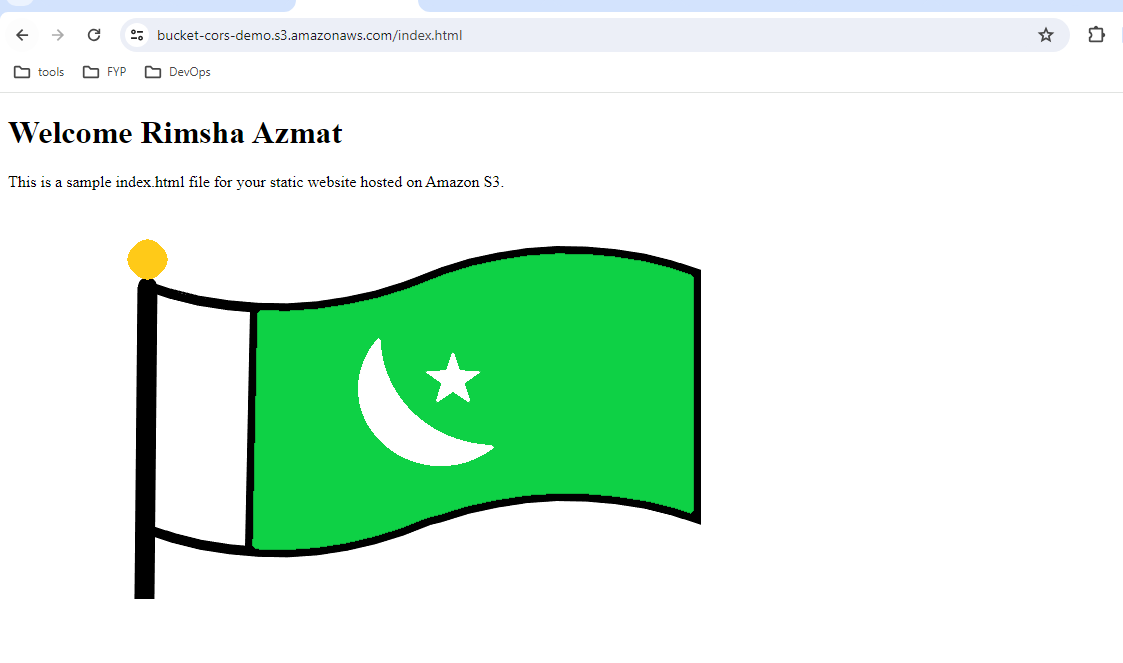 bucket-cors-demo.s3.amazonaws.com/index.html
tools FYP DevOps
Welcome Rimsha Azmat
This is a sample index.html file for your static website hosted on Amazon S3.